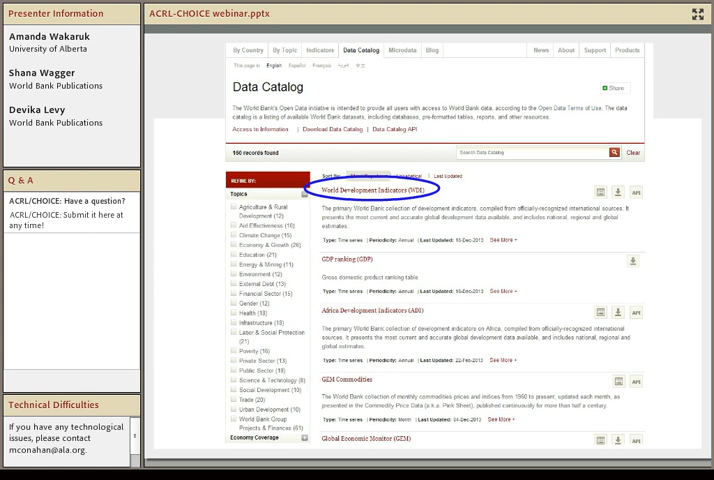 Presenter Information
Amanda Wakaruk
University of Alberta
Shana Wagger
World Bank Publications
Devika Levy
World Bank Publications
Q & A
ACRL/CHOICE: Have a question?
ACRL/CHOICE: Submit it here at
any time!
Technical Difficulties
If you have any technological
issues, please contact
mconahan@ala.org.
ACRL-CHOICE webinar.pptx
By Country By Topic Indicators Data Catalog Microdata Blog News About Support Products
This page in English Español Français العربية 中文
Data Catalog
Share
The World Bank's Open Data initiative is intended to provide all users with access to World Bank data, according to the Open Data Terms of Use. The data
catalog is a listing of available World Bank datasets, including databases, pre-formatted tables, reports, and other resources.
Access to Information | Download Data Catalog | Data Catalog API
160 records found
Search Data Catalog
Clear
REFINE BY:
Topics
Agriculture & Rural
Development (12)
Aid Effectiveness (16)
Climate Change (15)
Economy & Growth (26)
Education (21)
Energy & Mining (11)
Environment (12)
External Debt (13)
Financial Sector (15)
Gender (12)
Health (18)
Infrastructure (18)
Labor & Social Protection
(21)
Poverty (16)
Private Sector (13)
Public Sector (18)
Science & Technology (8)
Social Development (10)
Trade (20)
Urban Development (10)
World Bank Group
Projects & Finances (61)
Economy Coverage
Last Updated
World Development Indicators (WDI)
API
The primary World Bank collection of development indicators, compiled from officially-recognized international sources. It
presents the most current and accurate global development data available, and includes national, regional and global
estimates.
Type: Time series | Periodicity: Annual | Last Updated: 16-Dec-2013 See More +
GDP ranking (GDP)
Gross domestic product ranking table.
Type: Time series | Periodicity: Annual | Last Updated: 16-Dec-2013 See More +
Africa Development Indicators (ADI)
API
The primary World Bank collection of development indicators on Africa, compiled from officially-recognized international
sources. It presents the most current and accurate global development data available, and includes national, regional and
global estimates.
Type: Time series | Periodicity: Annual | Last Updated: 22-Feb-2013 See More +
GEM Commodities
API
The World Bank collection of monthly commodities prices and indices from 1960 to present, updated each month, as
presented in the Commodity Price Data (a.k.a. Pink Sheet), published continuously for more than half a century.
Type: Time series | Periodicity: Month | Last Updated: 04-Dec-2013 See More +
Global Economic Monitor (GEM)
API